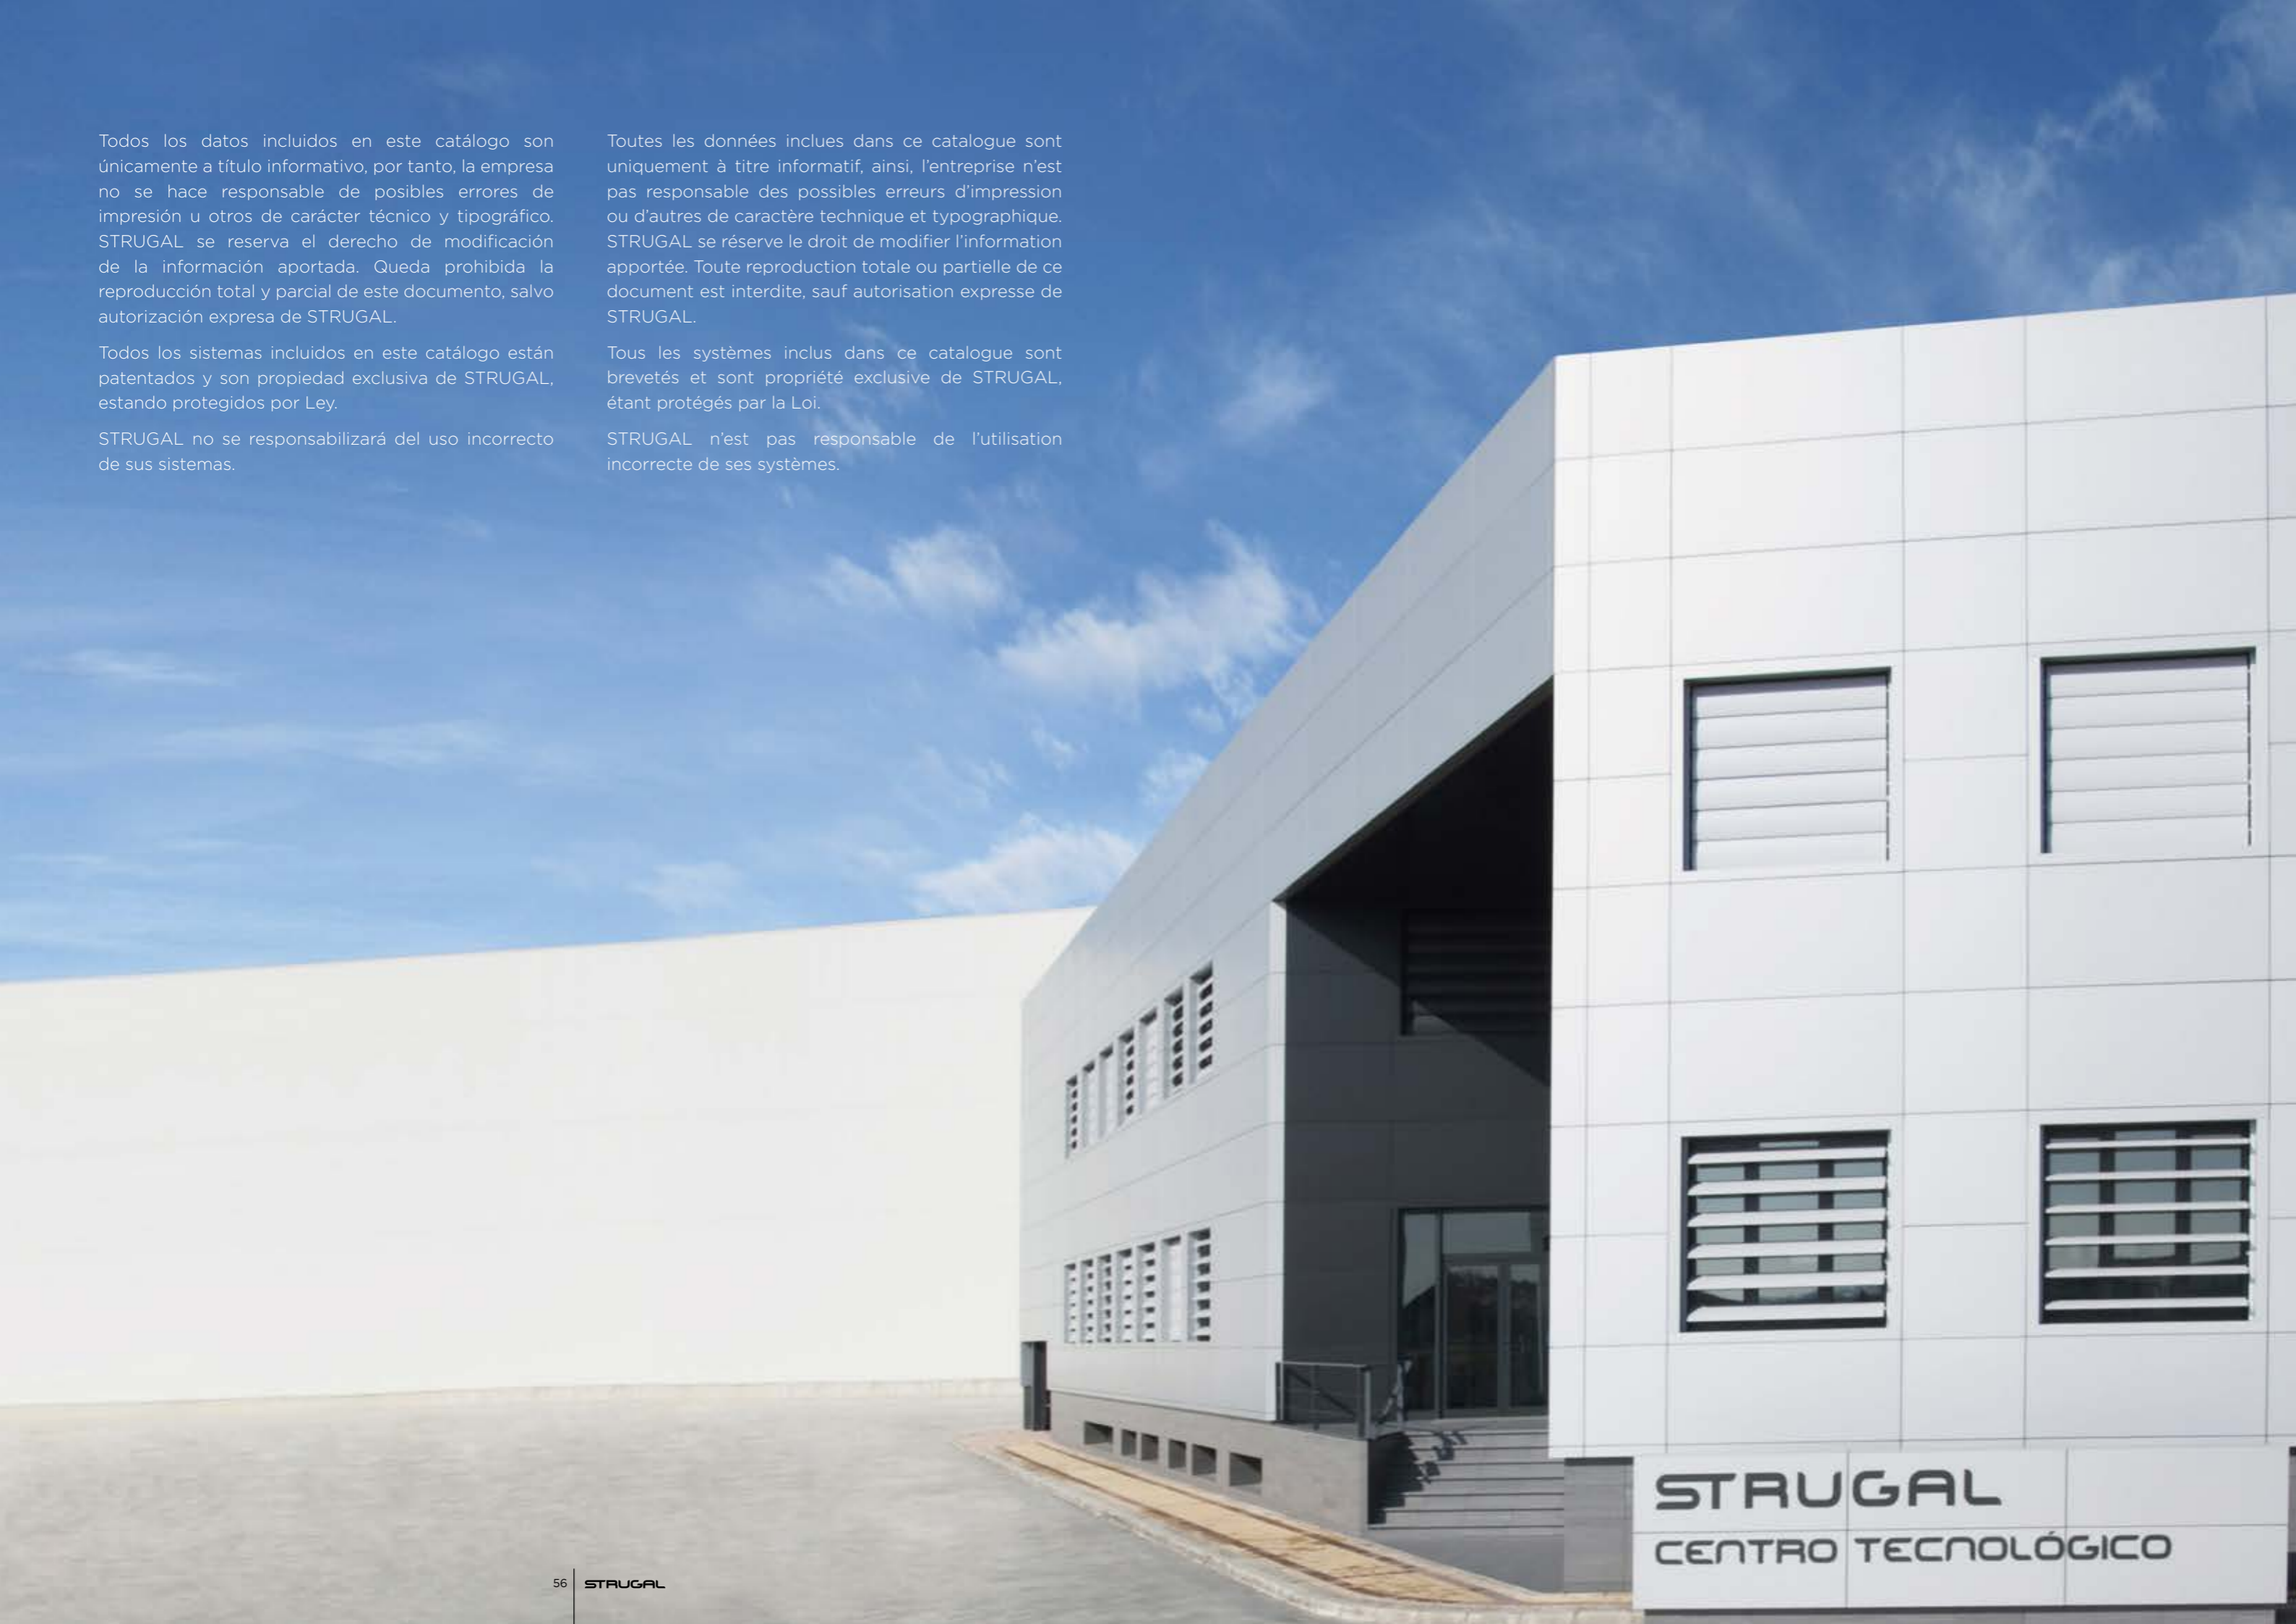 Todos los datos incluidos en este catálogo son
únicamente a título informativo, por tanto, la empresa
no se hace responsable de posibles errores de
impresión u otros de carácter técnico y tipográfico.
STRUGAL se reserva el derecho de modificación
de la información aportada. Queda prohibida la
reproducción total y parcial de este documento, salvo
autorización expresa de STRUGAL.
Todos los sistemas incluidos en este catálogo están
patentados y son propiedad exclusiva de STRUGAL,
estando protegidos por Ley.
STRUGAL no se responsabilizará del uso incorrecto
de sus sistemas.
Toutes les données inclues dans ce catalogue sont
uniquement à titre informatif, ainsi, l'entreprise n'est
pas responsable des possibles erreurs d'impression
ou d'autres de caractère technique et typographique.
STRUGAL se réserve le droit de modifier l'information
apportée. Toute reproduction totale ou partielle de ce
document est interdite, sauf autorisation expresse de
STRUGAL.
Tous les systèmes inclus dans ce catalogue sont
brevetés et sont propriété exclusive de STRUGAL,
étant protégés par la Loi.
STRUGAL n'est pas responsable de l'utilisation
incorrecte de ses systèmes.
STRUGAL
CENTRO TECNOLÓGICO
56 STRUGAL